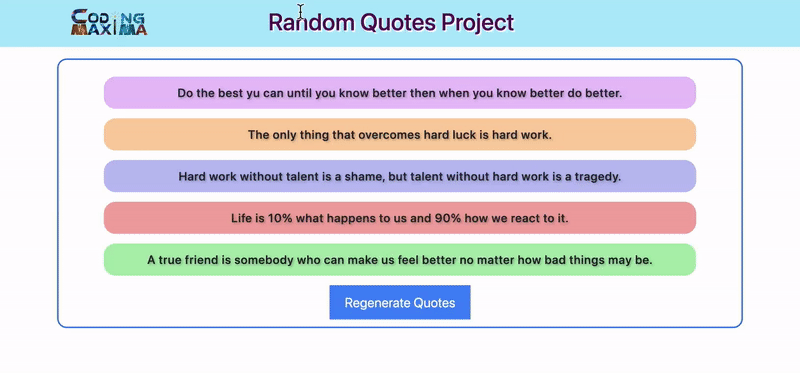 CODING
MAXIMA
Random Quotes Project
Do the best yu can until you know better then when you know better do better.
The only thing that overcomes hard luck is hard work.
Hard work without talent is a shame, but talent without hard work is a tragedy.
Life is 10% what happens to us and 90% how we react to it.
A true friend is somebody who can make us feel better no matter how bad things may be.
Regenerate Quotes